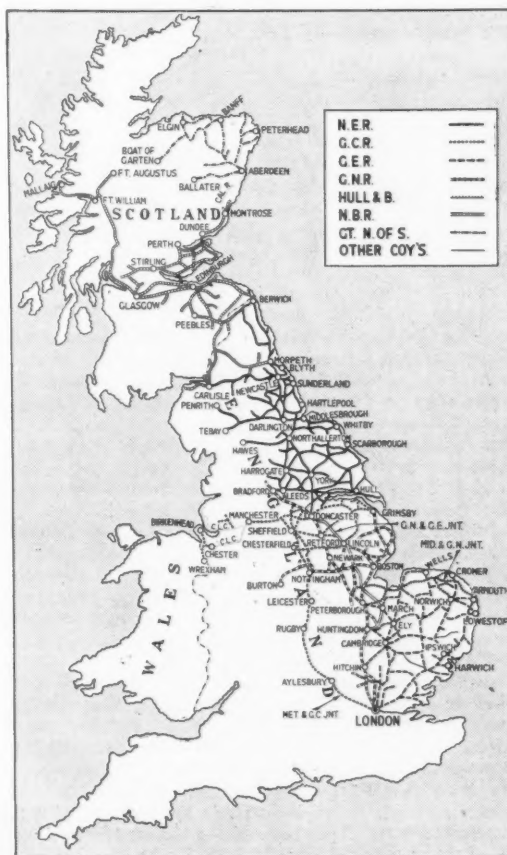 N.E.R.
G.C.R.
G.E.R.
G.N.R.
HULL & B.
N.B.R.
GT. N. OF S.
OTHER COY'S.
BANFF
ELGIN
PETERHEAD
BOAT OF
GARTEN
FT. AUGUSTUS
ABERDEEN
BALLATER
MALLAIG
FT. WILLIAM
SCOTLAND
MONTROSE
DUNDEE
PERTH
STIRLING
EDINBURGH
GLASGOW
BERWICK
PEEBLES
MORPETH
BLYTH
NEWCASTLE
SUNDERLAND
CARLISLE
PENRITH
HARTLEPOOL
MIDDLESBROUGH
DARLINGTON
WHITBY
TEBAY
NORTHALLERTON
SCARBOROUGH
HAWES
HARROGATE
YORK
BRADFORD
LEEDS
HULL
ENGLAND
GRIMSBY
MANCHESTER
DONCASTER
G.N. & G.E. JNT.
BIRKENHEAD
C.L.C.
SHEFFIELD
C.L.C.
RETFORD
LINCOLN
CHESTER
CHESTERFIELD
MID. & G.N. JNT.
WREXHAM
NEWARK
BOSTON
WELLS
CROMER
NOTTINGHAM
WALES
BURTON
LEICESTER
NORWICH
YARMOUTH
PETERBOROUGH
MARCH
LOWESTOFT
RUGBY
HUNTINGDON
ELY
CAMBRIDGE
IPSWICH
HITCHIN
HARWICH
AYLESBURY
MET & G.C. JNT.
LONDON